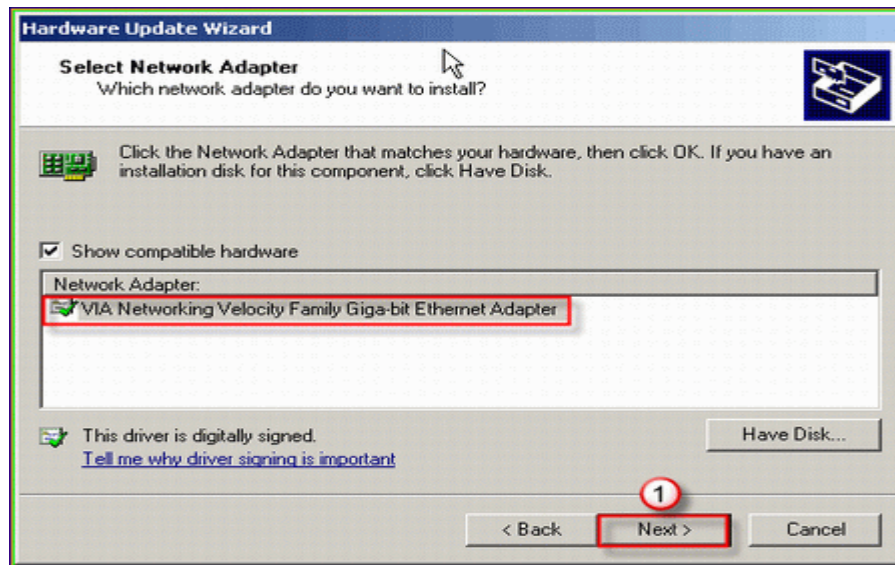 Hardware Update Wizard
Select Network Adapter
Which network adapter do you want to install?
Click the Network Adapter that matches your hardware, then click OK. If you have an
installation disk for this component, click Have Disk.
Show compatible hardware
Network Adapter:
VIA Networking Velocity Family Giga-bit Ethernet Adapter
This driver is digitally signed.
Have Disk...
Tell me why driver signing is important
1
< Back
Next >
Cancel